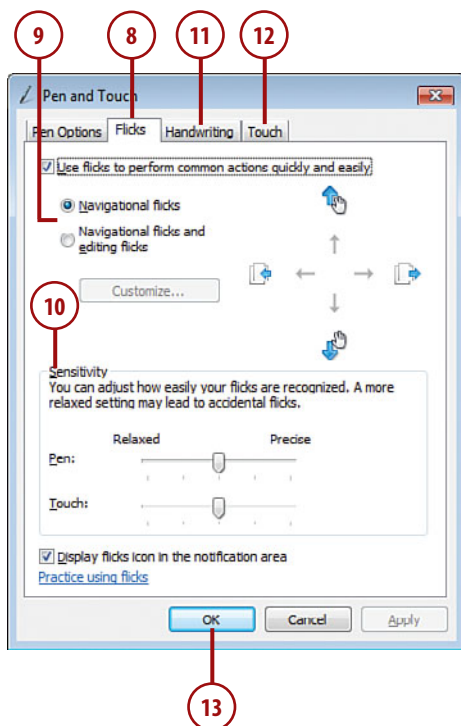 9 8 11 12
Pen and Touch
Pen Options Flicks Handwriting Touch
Use flicks to perform common actions quickly and easily
Navigational flicks
Navigational flicks and
editing flicks
Customize...
10
Sensitivity
You can adjust how easily your flicks are recognized. A more
relaxed setting may lead to accidental flicks.
Relaxed Precise
Pen:
Touch:
Display flicks icon in the notification area
Practice using flicks
OK Cancel Apply
13